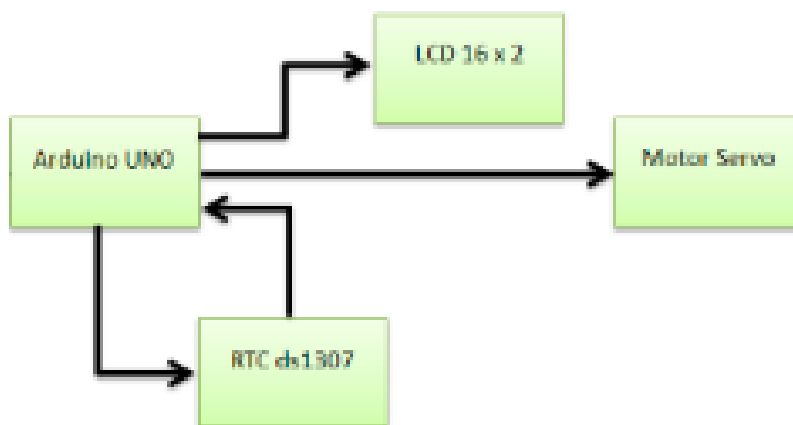 LCD 16 x 2
Arduino UNO
Motor Servo
RTC ds1307